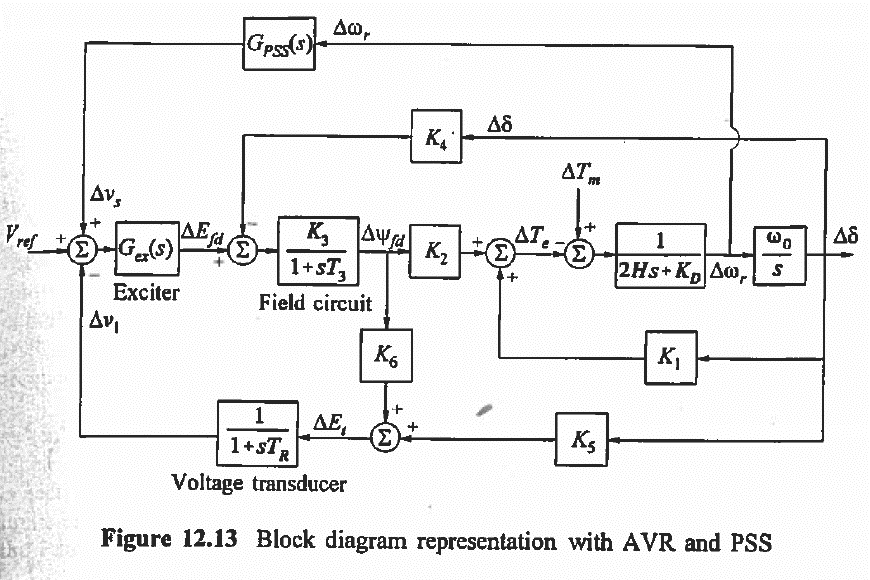 G_PSS(s)
Δω_r
K_4
Δδ
ΔT_m
Δv_s
V_ref
+
+
Σ
−
G_ex(s)
Exciter
ΔE_fd
−
+
Σ
K_3
1+sT_3
Field circuit
Δψ_fd
K_2
+
Σ
+
ΔT_e
−
+
Σ
1
2Hs+K_D
Δω_r
ω_0
s
Δδ
Δv_1
K_6
K_1
1
1+sT_R
Voltage transducer
ΔE_t
+
Σ
+
K_5
Figure 12.13 Block diagram representation with AVR and PSS